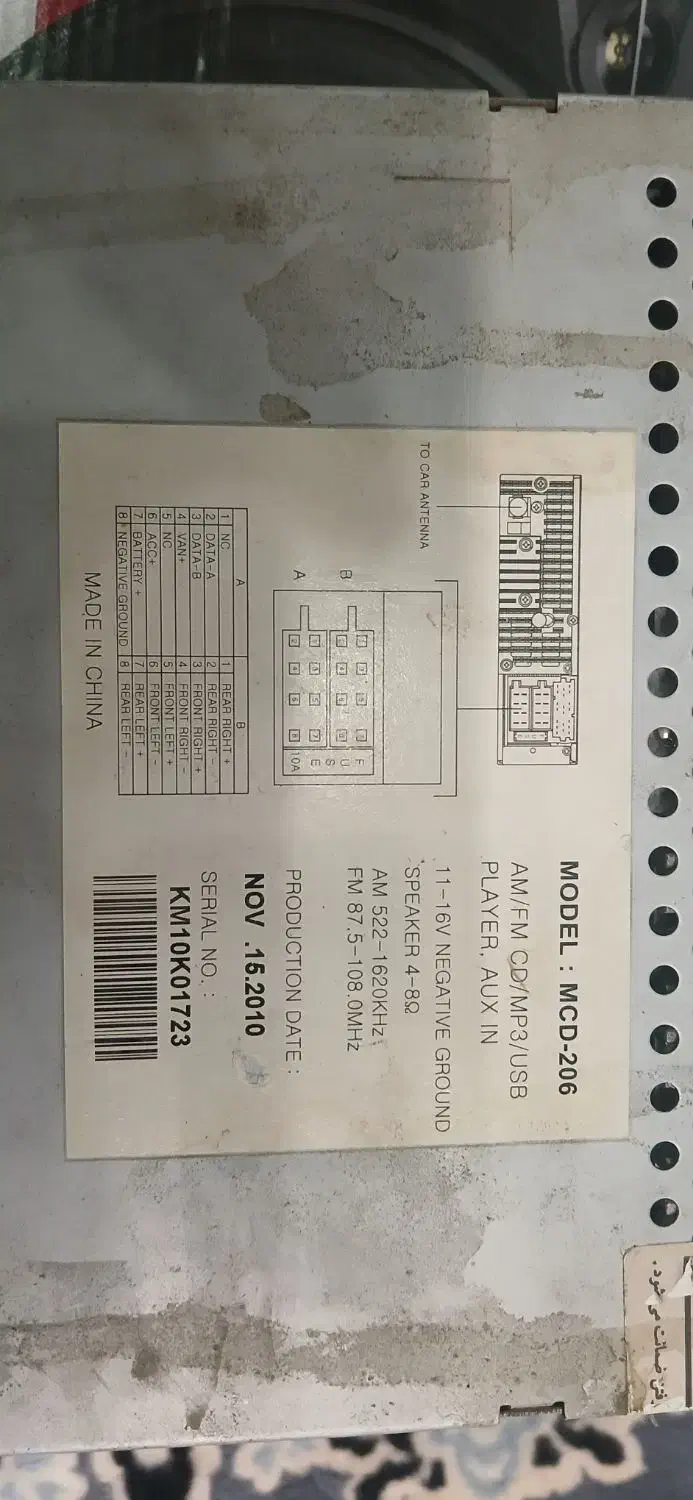 TO CAR ANTENNA
B
A
F
U
S
E
10A
A
B
1 NC 1 REAR RIGHT +
2 DATA-A 2 REAR RIGHT -
3 DATA-B 3 FRONT RIGHT +
4 VAN+ 4 FRONT RIGHT -
5 NC 5 FRONT LEFT +
6 ACC+ 6 FRONT LEFT -
7 BATTERY + 7 REAR LEFT +
8 NEGATIVE GROUND 8 REAR LEFT -
MADE IN CHINA
MODEL : MCD-206
AM/FM CD/MP3/USB
PLAYER, AUX IN
11-16V NEGATIVE GROUND
SPEAKER 4-8Ω
AM 522-1620KHz
FM 87.5-108.0MHz
PRODUCTION DATE :
NOV .15.2010
SERIAL NO. :
KM10K01723
ضمانت می شود.